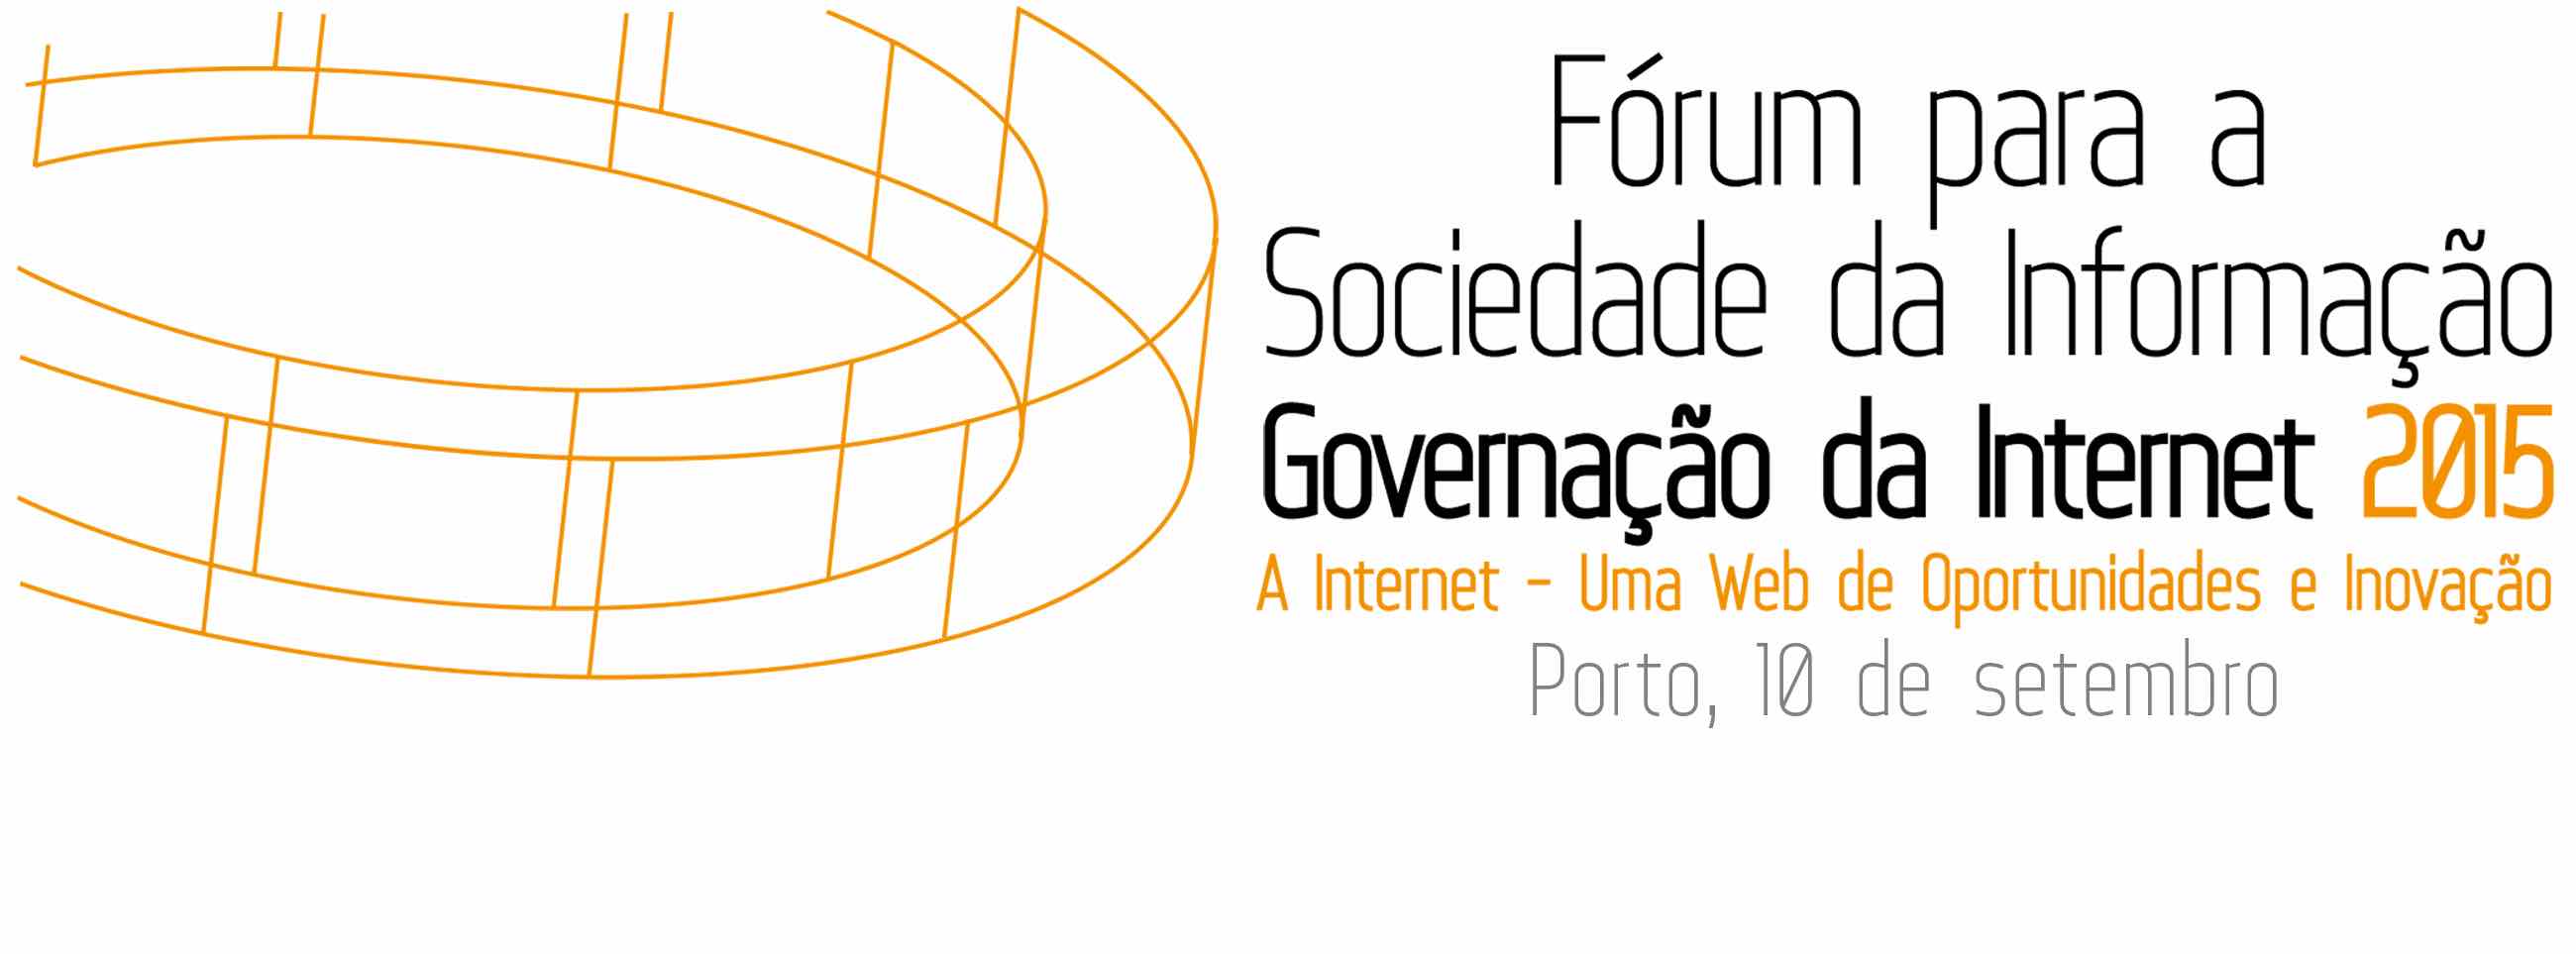 Fórum para a
Sociedade da Informação
Governação da Internet 2015
A Internet - Uma Web de Oportunidades e Inovação
Porto, 10 de setembro